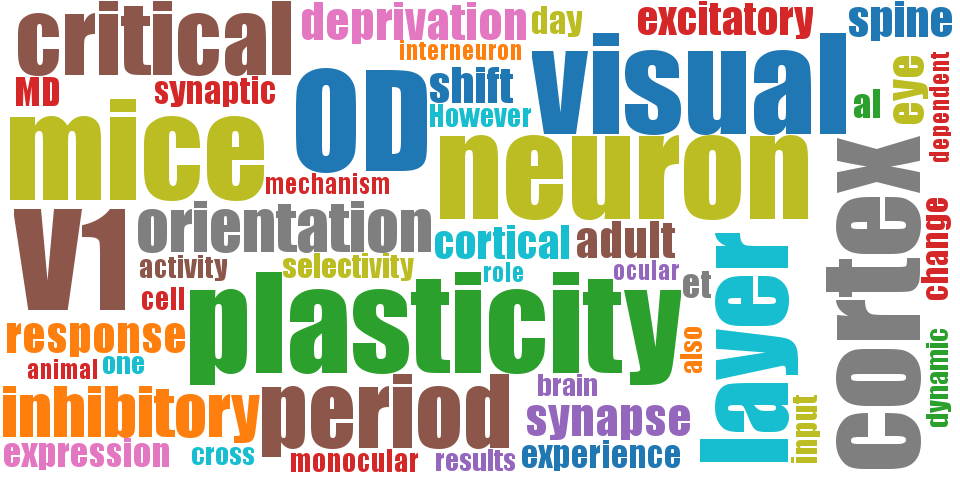 critical
deprivation
day
excitatory
spine
interneuron
MD
synaptic
OD
shift
However
visual
al
eye
dependent
mice
mechanism
neuron
cortex
V1
orientation
cortical
adult
layer
change
activity
selectivity
role
ocular
et
cell
plasticity
response
also
dynamic
animal
one
inhibitory
period
brain
input
synapse
expression
cross
monocular
results
experience